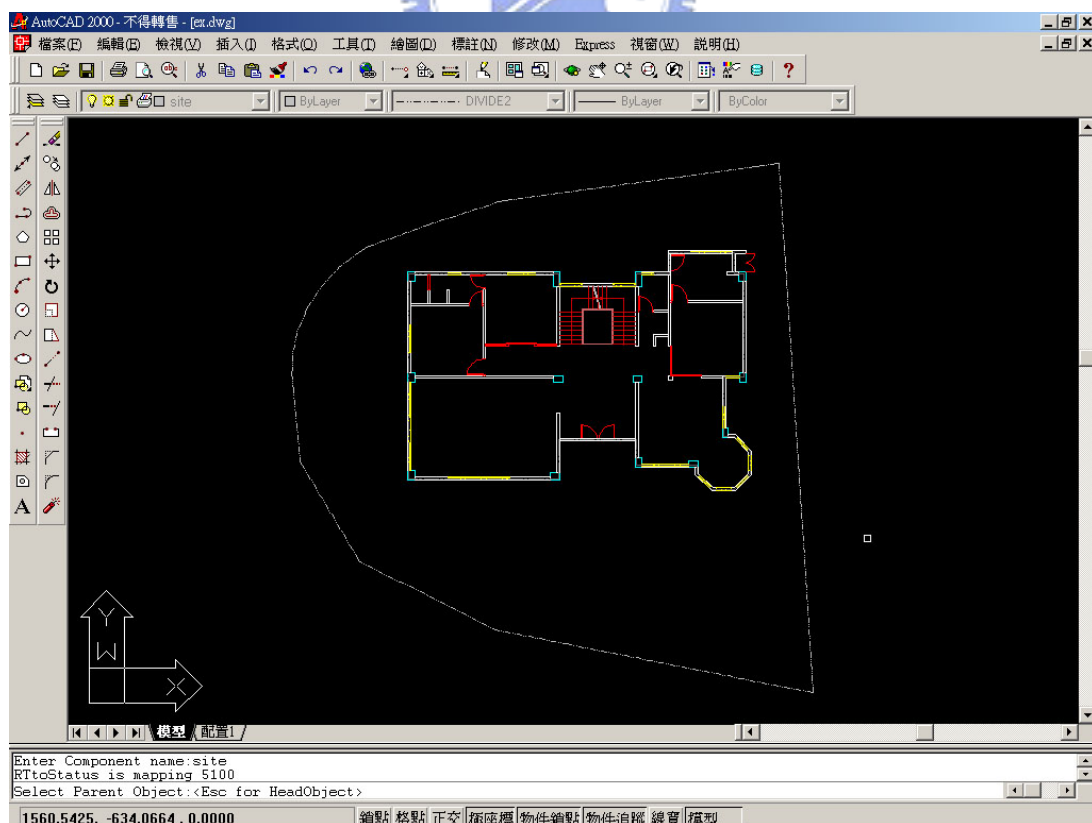 AutoCAD 2000 - 不得轉售 - [ex.dwg]
檔案(F) 編輯(E) 檢視(V) 插入(I) 格式(O) 工具(T) 繪圖(D) 標註(N) 修改(M) Express 視窗(W) 説明(H)
site ByLayer DIVIDE2 ByLayer ByColor
A
Y
W
X
模型 配置1
Enter Component name:site
RTtoStatus is mapping 5100
Select Parent Object:<Esc for HeadObject>
1560.5425, -634.0664 , 0.0000 鎖點 格點 正交 極座標 物件鎖點 物件追蹤 線寬 模型